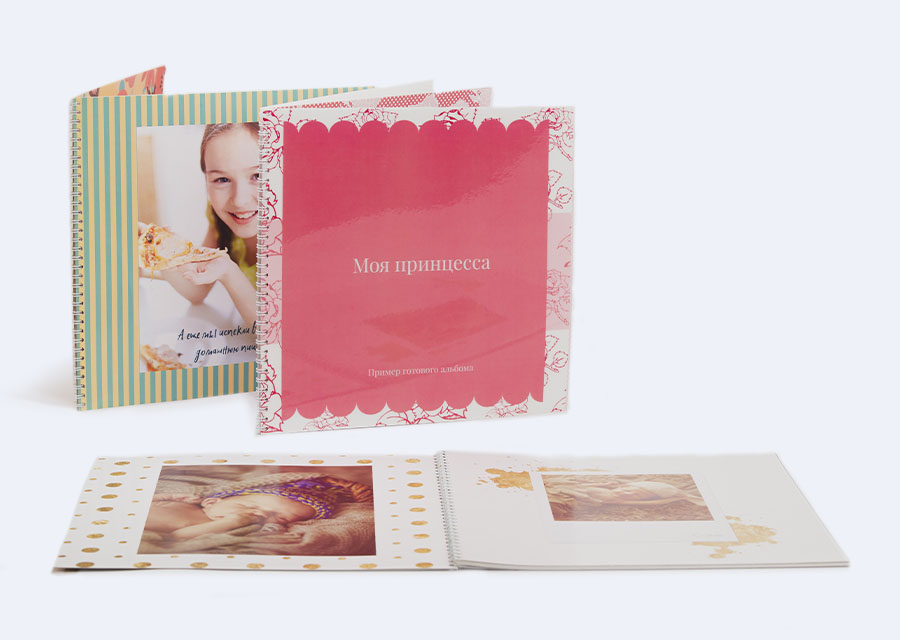 А еще мы испекли
домашнюю
Моя принцесса
Пример готового альбома